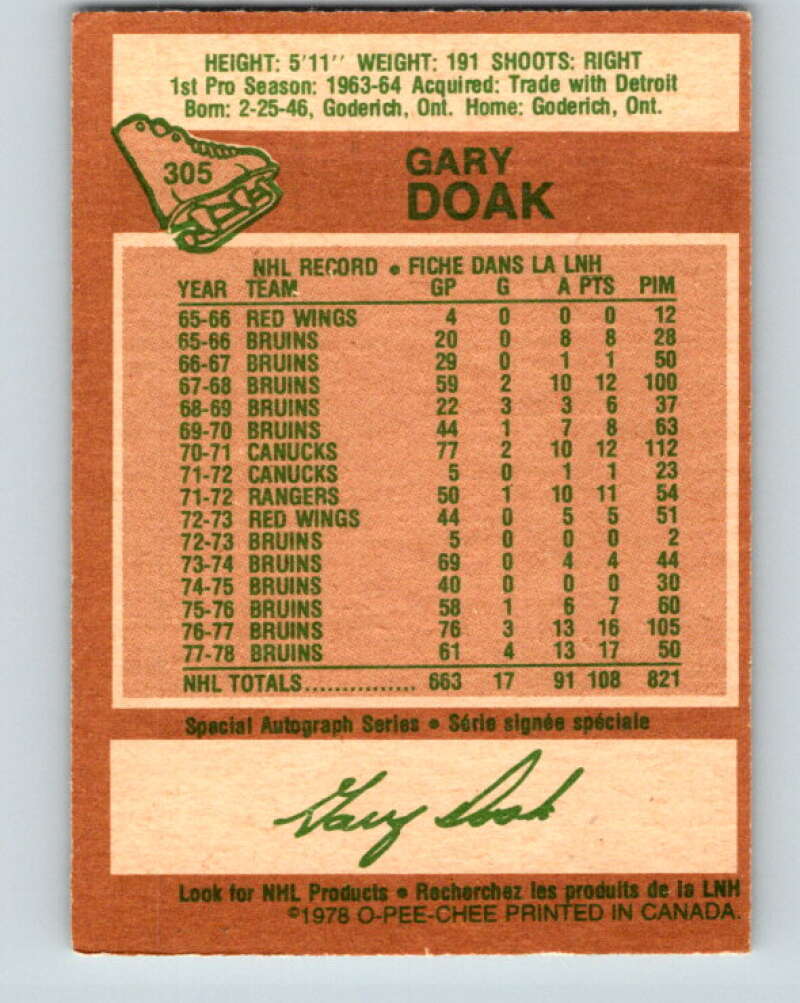 HEIGHT: 5'11'' WEIGHT: 191 SHOOTS: RIGHT
1st Pro Season: 1963-64 Acquired: Trade with Detroit
Born: 2-25-46, Goderich, Ont. Home: Goderich, Ont.
305
GARY
DOAK
NHL RECORD • FICHE DANS LA LNH
YEAR TEAM GP G A PTS PIM
65-66 RED WINGS 4 0 0 0 12
65-66 BRUINS 20 0 8 8 28
66-67 BRUINS 29 0 1 1 50
67-68 BRUINS 59 2 10 12 100
68-69 BRUINS 22 3 3 6 37
69-70 BRUINS 44 1 7 8 63
70-71 CANUCKS 77 2 10 12 112
71-72 CANUCKS 5 0 1 1 23
71-72 RANGERS 50 1 10 11 54
72-73 RED WINGS 44 0 5 5 51
72-73 BRUINS 5 0 0 0 2
73-74 BRUINS 69 0 4 4 44
74-75 BRUINS 40 0 0 0 30
75-76 BRUINS 58 1 6 7 60
76-77 BRUINS 76 3 13 16 105
77-78 BRUINS 61 4 13 17 50
NHL TOTALS............... 663 17 91 108 821
Special Autograph Series • Série signée spéciale
Gary Doak
Look for NHL Products • Recherchez les produits de la LNH
©1978 O-PEE-CHEE PRINTED IN CANADA.